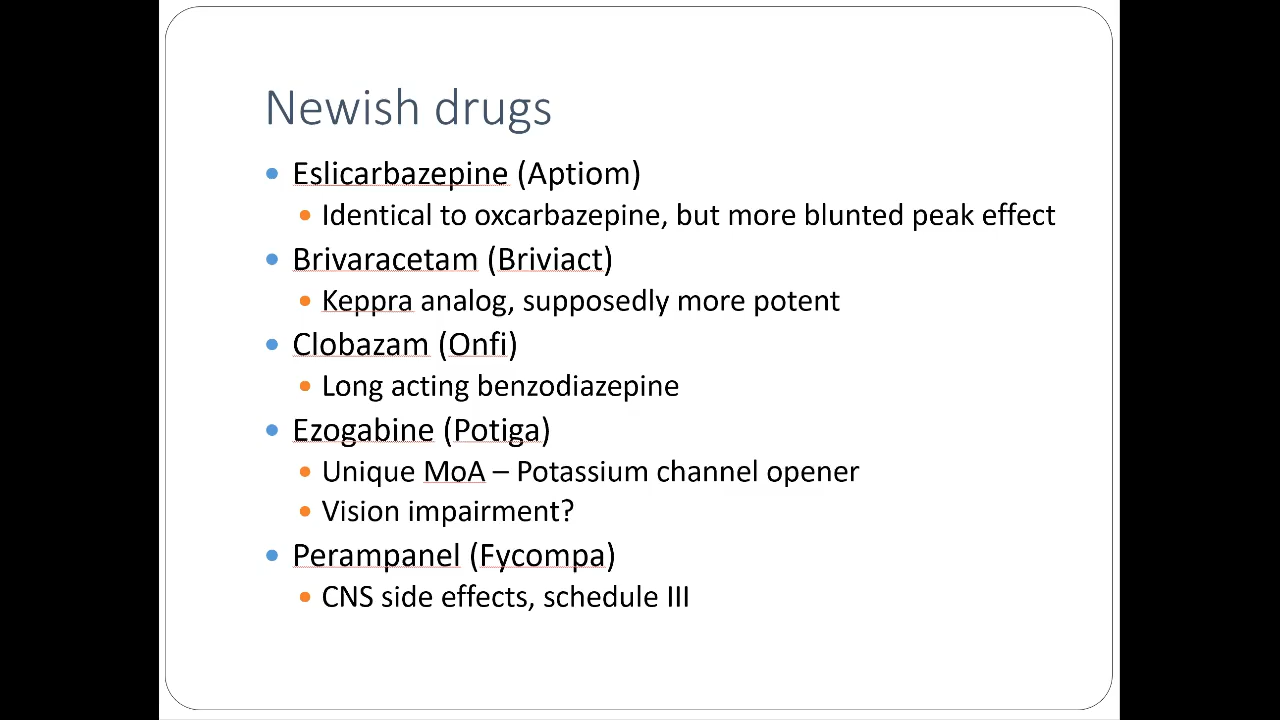 Newish drugs
Eslicarbazepine (Aptiom)
Identical to oxcarbazepine, but more blunted peak effect
Brivaracetam (Briviact)
Keppra analog, supposedly more potent
Clobazam (Onfi)
Long acting benzodiazepine
Ezogabine (Potiga)
Unique MoA – Potassium channel opener
Vision impairment?
Perampanel (Fycompa)
CNS side effects, schedule III